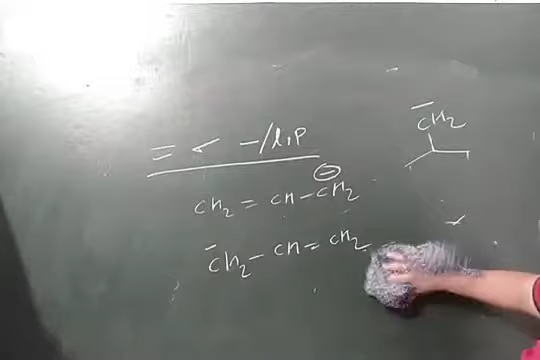 = < -/l.P
CH2 = CH-CH2
⊖
-CH2-CH=CH2
-CH2